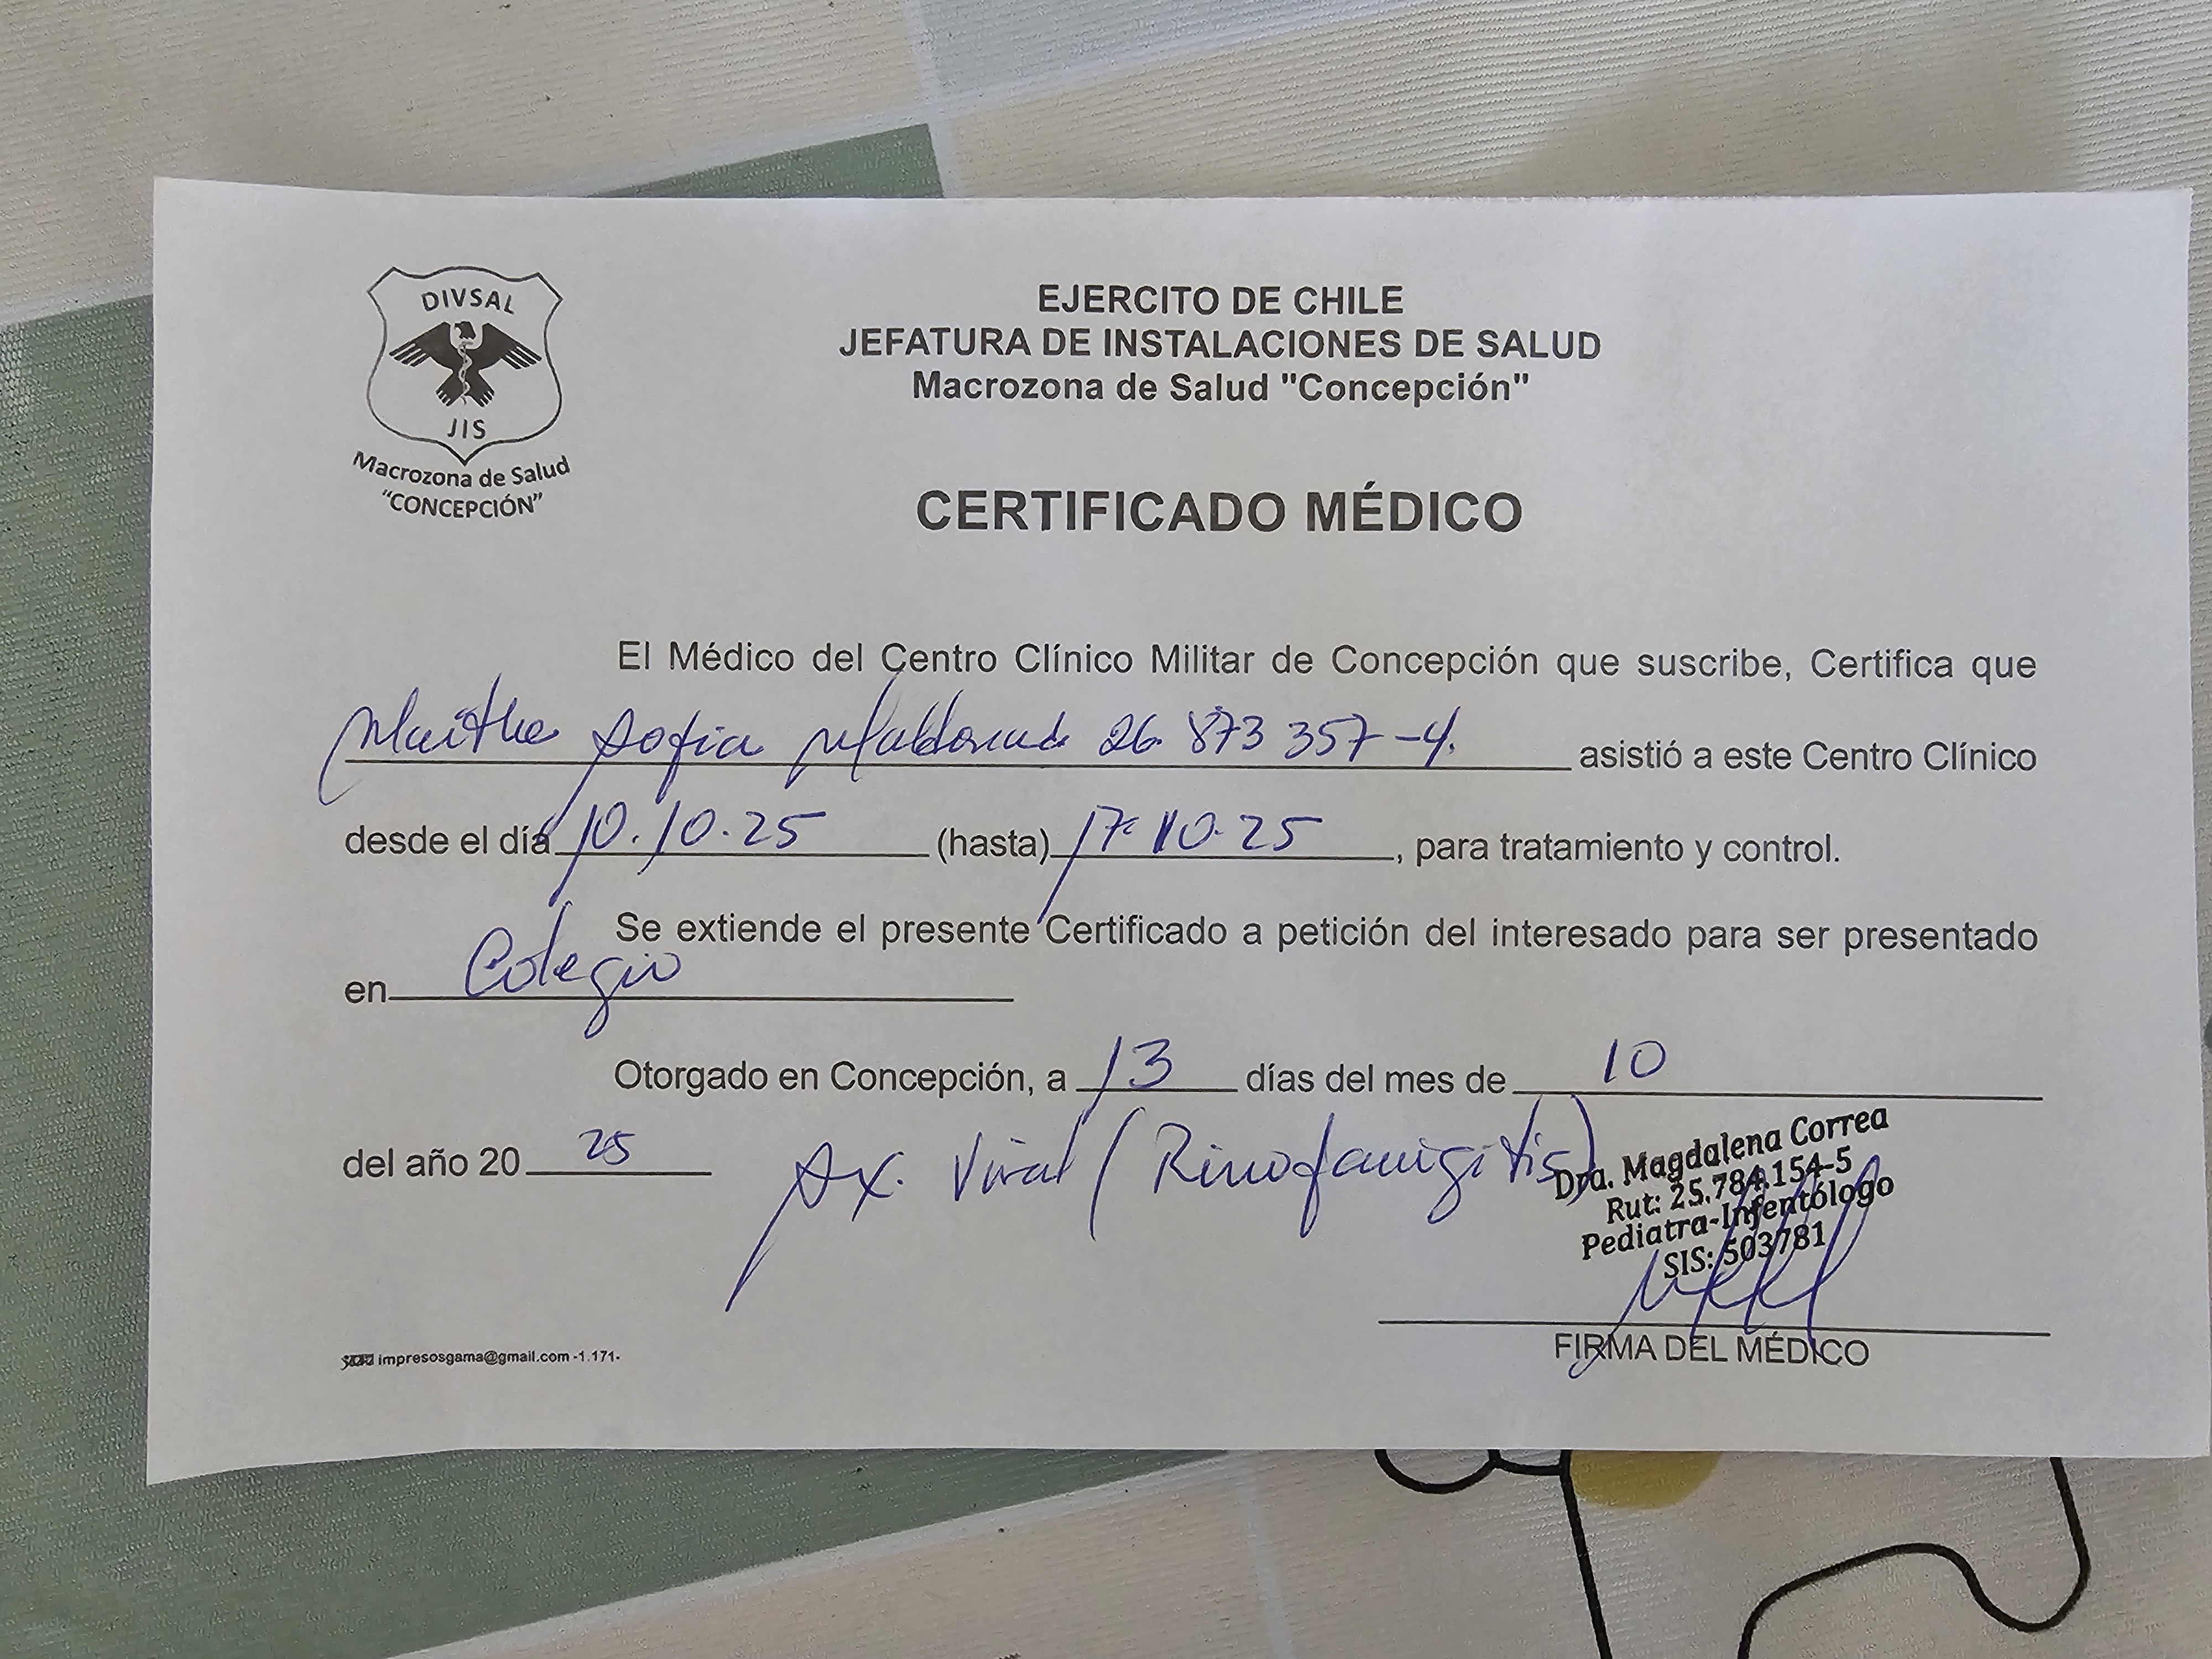 DIVSAL
JIS
Macrozona de Salud
"CONCEPCIÓN"
EJERCITO DE CHILE
JEFATURA DE INSTALACIONES DE SALUD
Macrozona de Salud "Concepción"
CERTIFICADO MÉDICO
El Médico del Centro Clínico Militar de Concepción que suscribe, Certifica que
Maithe Sofia Maldonado 26.873357-4. asistió a este Centro Clínico
desde el día 10.10.25 (hasta) 17.10.25, para tratamiento y control.
Se extiende el presente Certificado a petición del interesado para ser presentado
en Colegio
Otorgado en Concepción, a 13 días del mes de 10
del año 20 25
Viral (Rinofaringitis)
Dra. Magdalena Correa
Rut: 25.784.154-5
Pediatra-Infentólogo
SIS: 503781
FIRMA DEL MÉDICO
impresosgama@gmail.com -1.171-